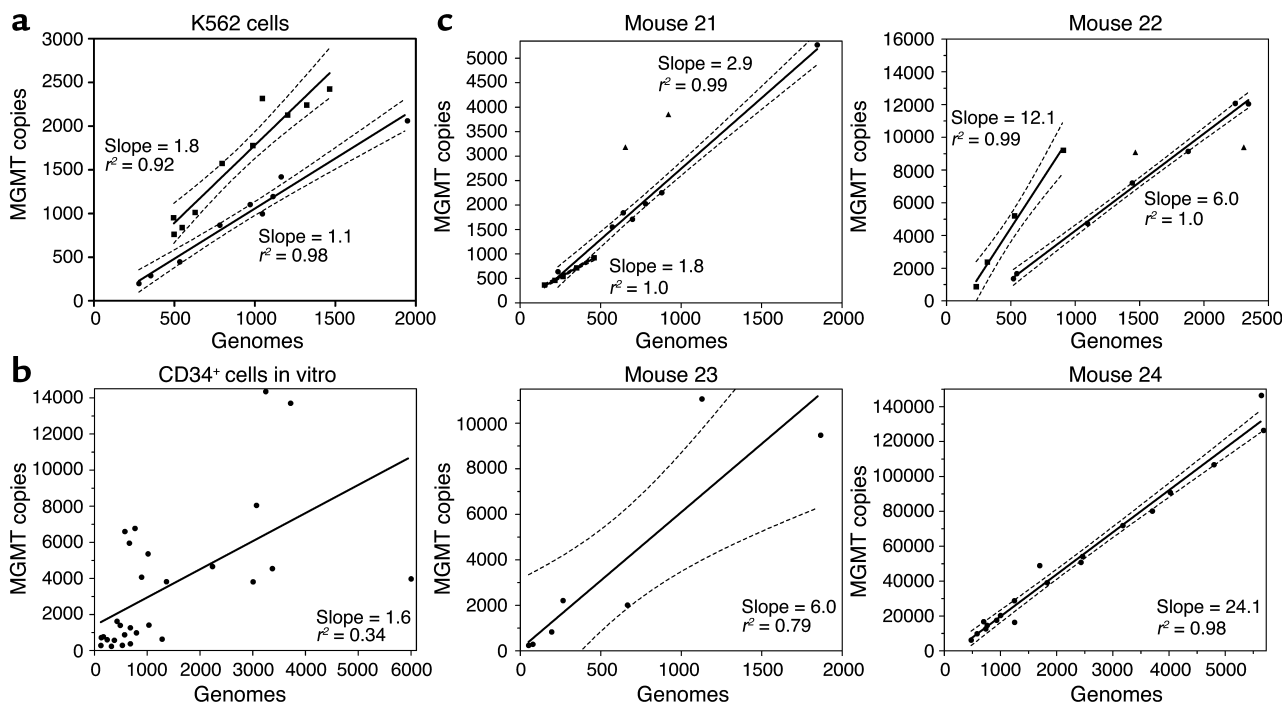 a
K562 cells
MGMT copies
3000
2500
2000
1500
1000
500
0
Slope = 1.8
r² = 0.92
Slope = 1.1
r² = 0.98
0 500 1000 1500 2000
Genomes
c
Mouse 21
MGMT copies
5000
4500
4000
3500
3000
2500
2000
1500
1000
500
0
Slope = 2.9
r² = 0.99
Slope = 1.8
r² = 1.0
0 500 1000 1500 2000
Genomes
Mouse 22
MGMT copies
16000
14000
12000
10000
8000
6000
4000
2000
0
Slope = 12.1
r² = 0.99
Slope = 6.0
r² = 1.0
0 500 1000 1500 2000 2500
Genomes
b
CD34⁺ cells in vitro
MGMT copies
14000
12000
10000
8000
6000
4000
2000
0
Slope = 1.6
r² = 0.34
0 1000 2000 3000 4000 5000 6000
Genomes
Mouse 23
MGMT copies
10000
8000
6000
4000
2000
0
Slope = 6.0
r² = 0.79
0 500 1000 1500 2000
Genomes
Mouse 24
MGMT copies
140000
120000
100000
80000
60000
40000
20000
0
Slope = 24.1
r² = 0.98
0 1000 2000 3000 4000 5000
Genomes